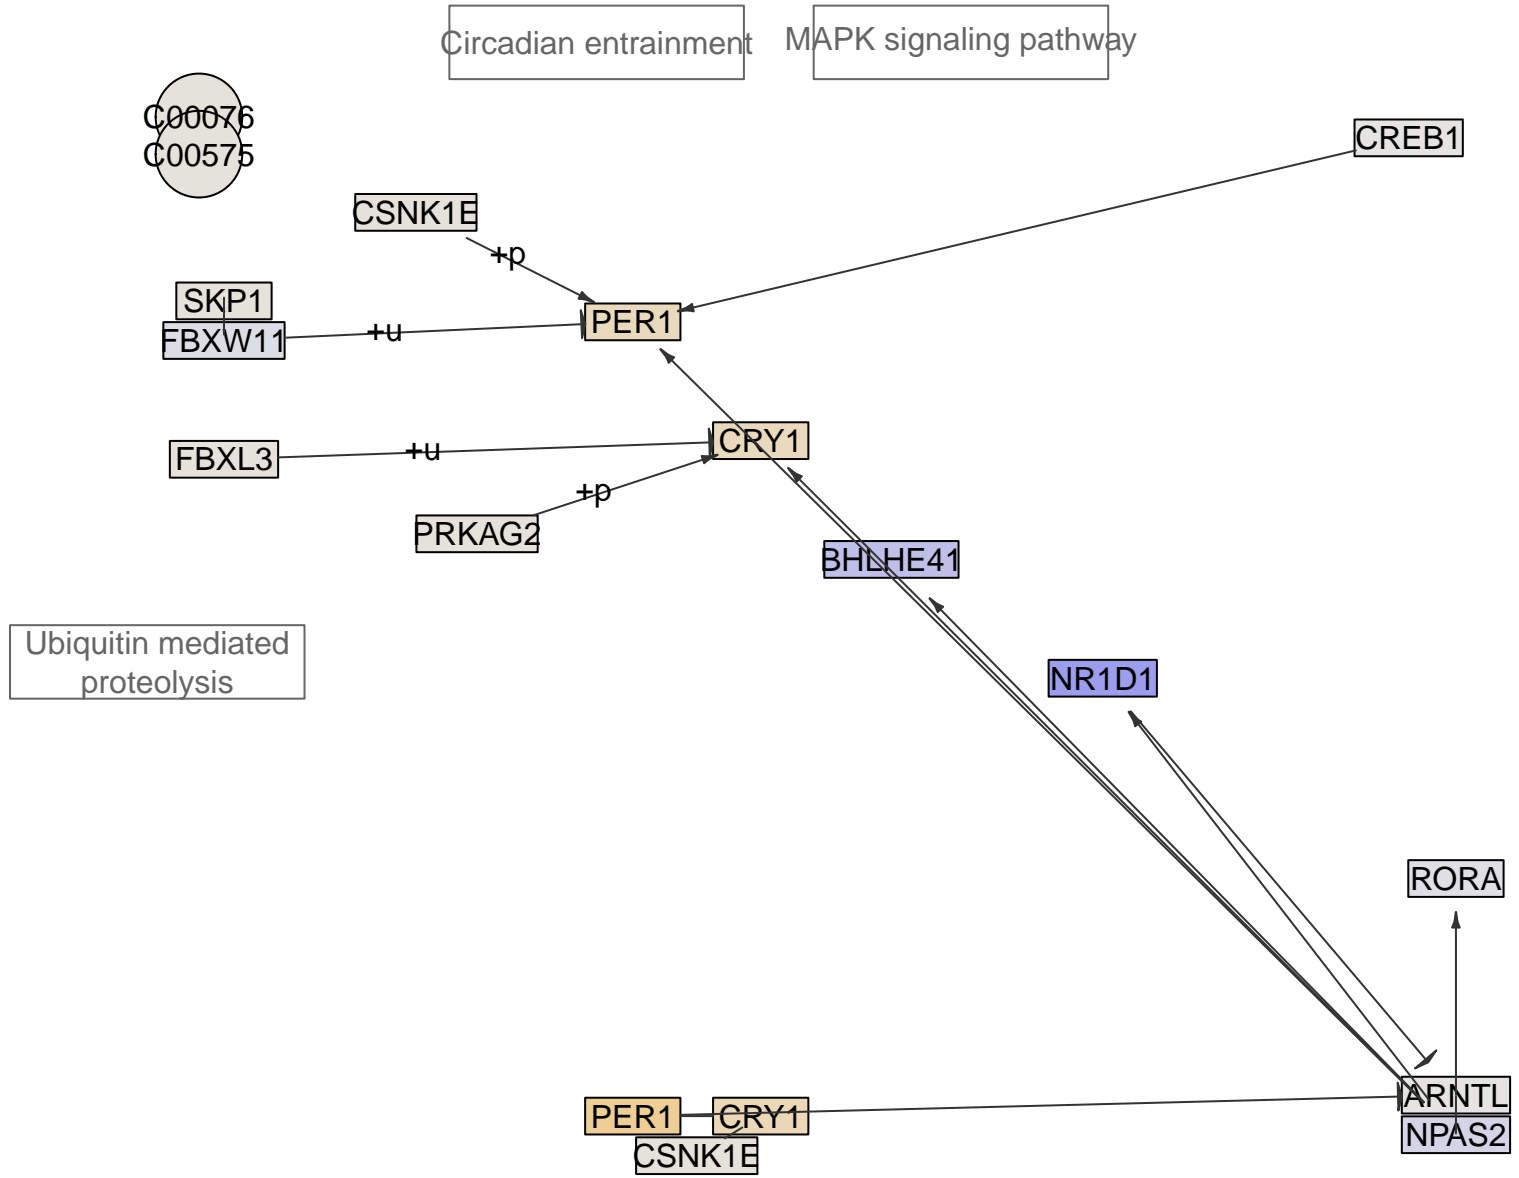 Circadian entrainment
MAPK signaling pathway
C00076
C00575
CREB1
CSNK1E
+p
SKP1
FBXW11
+u
PER1
FBXL3
+u
CRY1
+p
PRKAG2
BHLHE41
Ubiquitin mediated
proteolysis
NR1D1
RORA
ARNTL
NPAS2
PER1
CRY1
CSNK1E